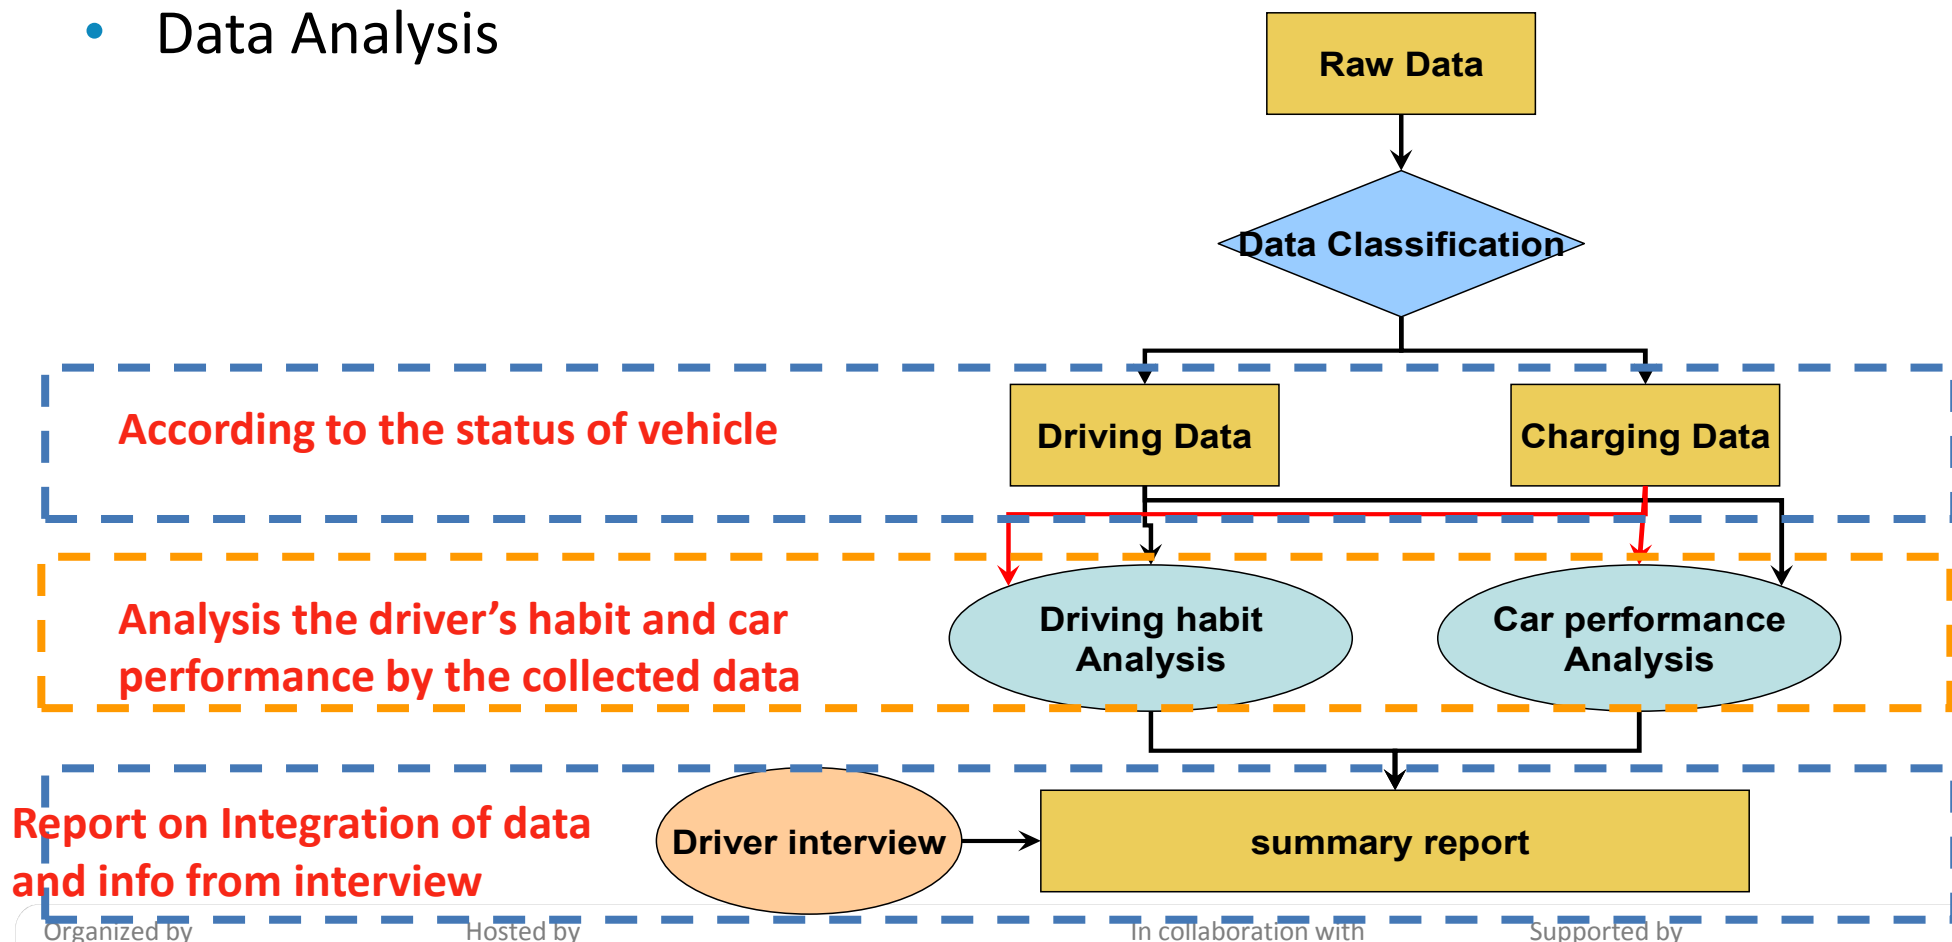 • Data Analysis
Raw Data
Data Classification
According to the status of vehicle
Driving Data
Charging Data
Analysis the driver’s habit and car
performance by the collected data
Driving habit
Analysis
Car performance
Analysis
Report on Integration of data
and info from interview
Driver interview
summary report
Organized by
Hosted by
In collaboration with
Supported by